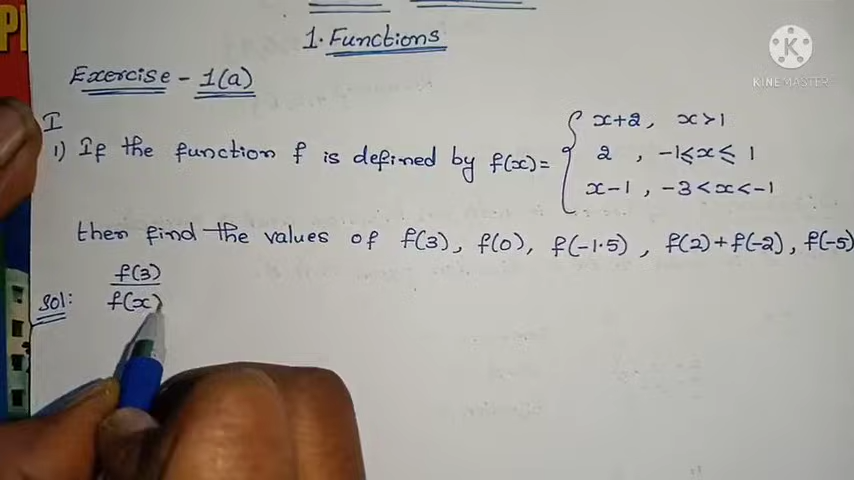 1. Functions
KINEMASTER
Exercise - 1(a)
I
1) If the function f is defined by f(x)= { x+2, x>1
2, -1≤x≤1
x-1, -3<x<-1
then find the values of f(3), f(0), f(-1.5), f(2)+f(-2), f(-5)
Sol: f(3)
f(x)